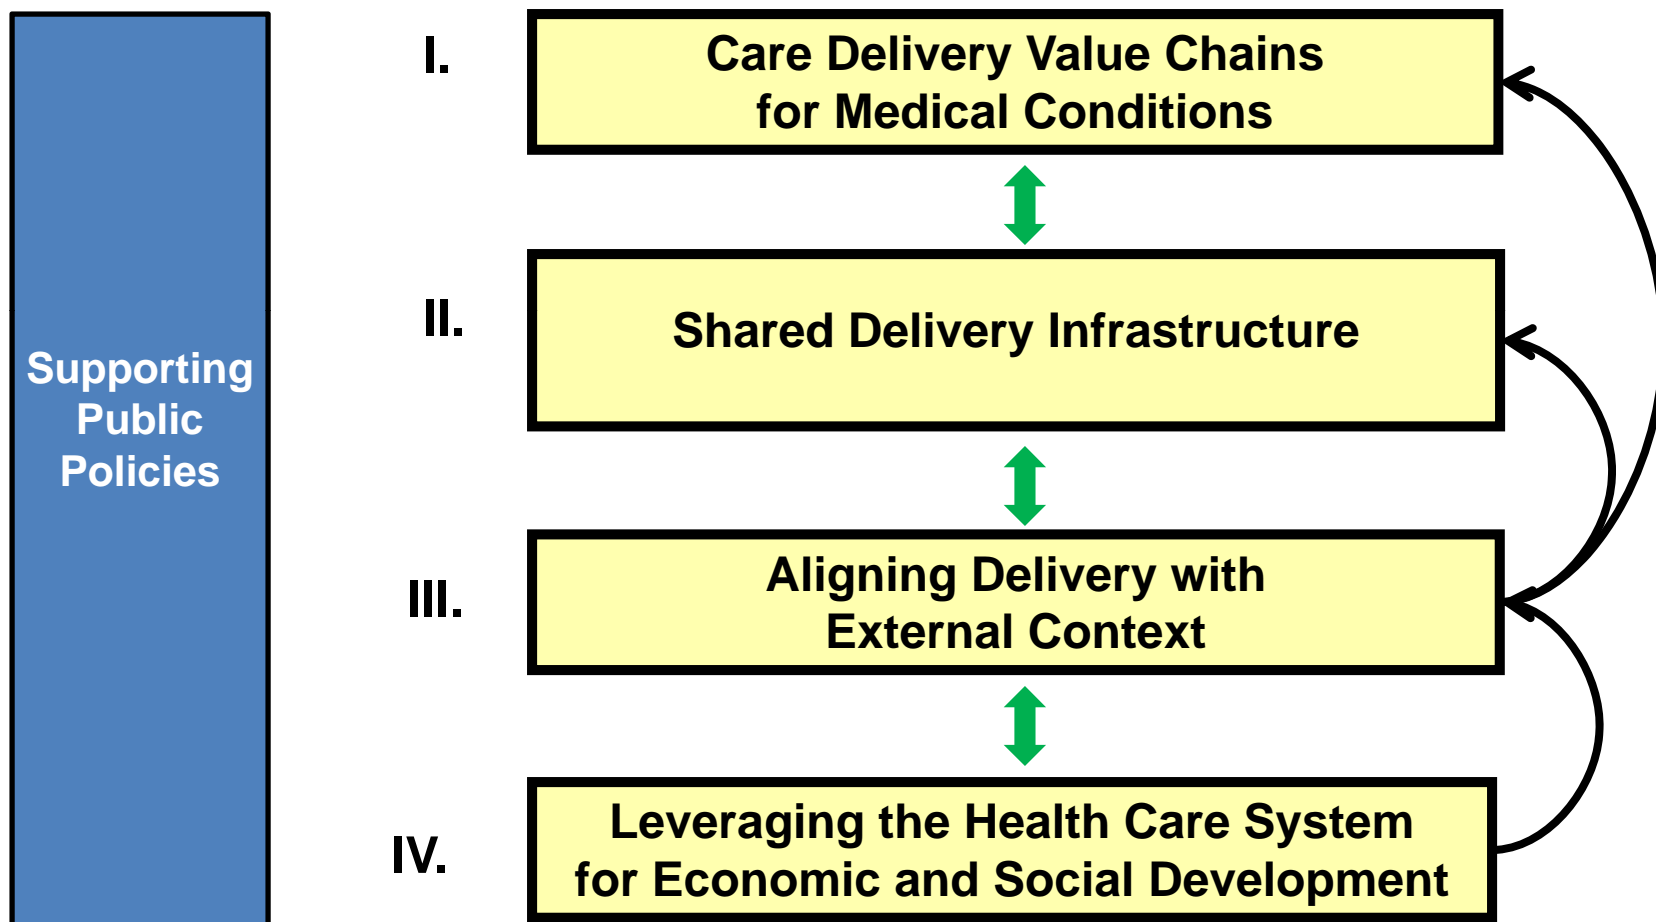 I.
Care Delivery Value Chains
for Medical Conditions
II.
Shared Delivery Infrastructure
Supporting
Public
Policies
III.
Aligning Delivery with
External Context
IV.
Leveraging the Health Care System
for Economic and Social Development